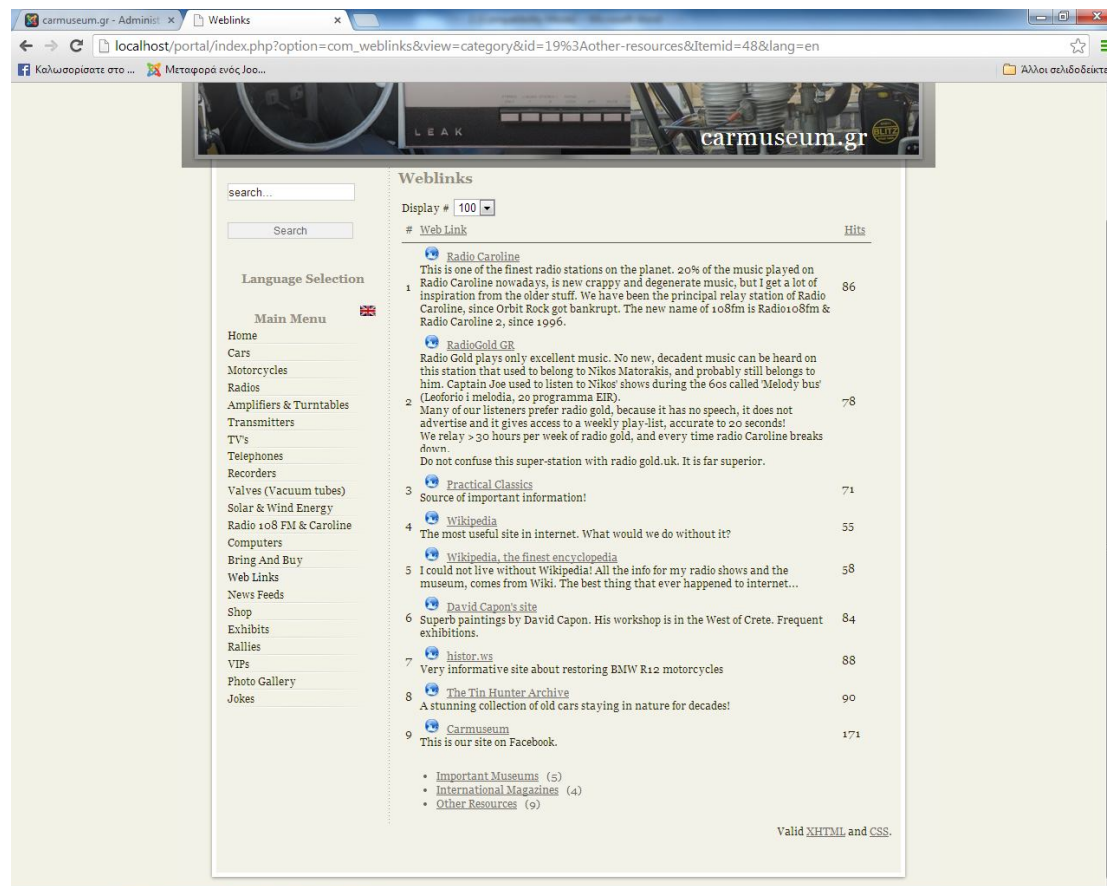 carmuseum.gr - Administ
Weblinks
localhost/portal/index.php?option=com_weblinks&view=category&id=19%3Aother-resources&Itemid=48&lang=en
Καλωσορίσατε στο ...
Μεταφορά ενός Joo...
Άλλοι σελιδοδείκτε
LEAK
BLITZ
carmuseum.gr
search...
Search
Language Selection
Main Menu
Home
Cars
Motorcycles
Radios
Amplifiers & Turntables
Transmitters
TV's
Telephones
Recorders
Valves (Vacuum tubes)
Solar & Wind Energy
Radio 108 FM & Caroline
Computers
Bring And Buy
Web Links
News Feeds
Shop
Exhibits
Rallies
VIPs
Photo Gallery
Jokes
Weblinks
Display # 100
# Web Link Hits
Radio Caroline
This is one of the finest radio stations on the planet. 20% of the music played on
1 Radio Caroline nowadays, is new crappy and degenerate music, but I get a lot of 86
inspiration from the older stuff. We have been the principal relay station of Radio
Caroline, since Orbit Rock got bankrupt. The new name of 108fm is Radio108fm &
Radio Caroline 2, since 1996.
RadioGold GR
Radio Gold plays only excellent music. No new, decadent music can be heard on
this station that used to belong to Nikos Matorakis, and probably still belongs to
him. Captain Joe used to listen to Nikos' shows during the 60s called 'Melody bus'
2 (Leoforio i melodia, 2o programma EIR). 78
Many of our listeners prefer radio gold, because it has no speech, it does not
advertise and it gives access to a weekly play-list, accurate to 20 seconds!
We relay >30 hours per week of radio gold, and every time radio Caroline breaks
down.
Do not confuse this super-station with radio gold.uk. It is far superior.
3 Practical Classics 71
Source of important information!
4 Wikipedia 55
The most useful site in internet. What would we do without it?
Wikipedia, the finest encyclopedia
5 I could not live without Wikipedia! All the info for my radio shows and the 58
museum, comes from Wiki. The best thing that ever happened to internet...
David Capon's site
6 Superb paintings by David Capon. His workshop is in the West of Crete. Frequent 84
exhibitions.
7 histor.ws 88
Very informative site about restoring BMW R12 motorcycles
8 The Tin Hunter Archive 90
A stunning collection of old cars staying in nature for decades!
9 Carmuseum 171
This is our site on Facebook.
• Important Museums (5)
• International Magazines (4)
• Other Resources (9)
Valid XHTML and CSS.